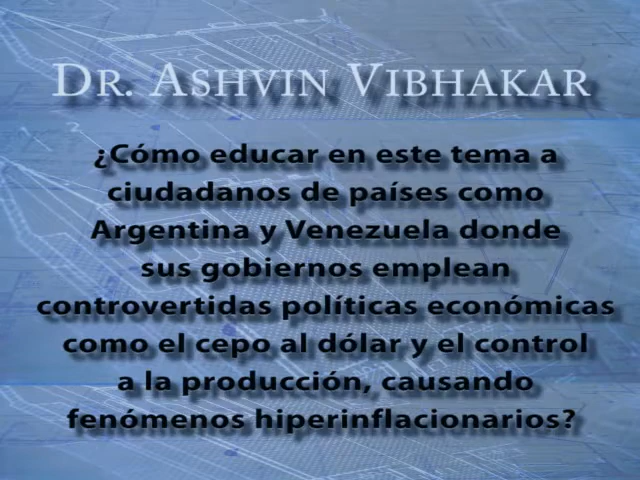 DR. ASHVIN VIBHAKAR
¿Cómo educar en este tema a
ciudadanos de países como
Argentina y Venezuela donde
sus gobiernos emplean
controvertidas políticas económicas
como el cepo al dólar y el control
a la producción, causando
fenómenos hiperinflacionarios?